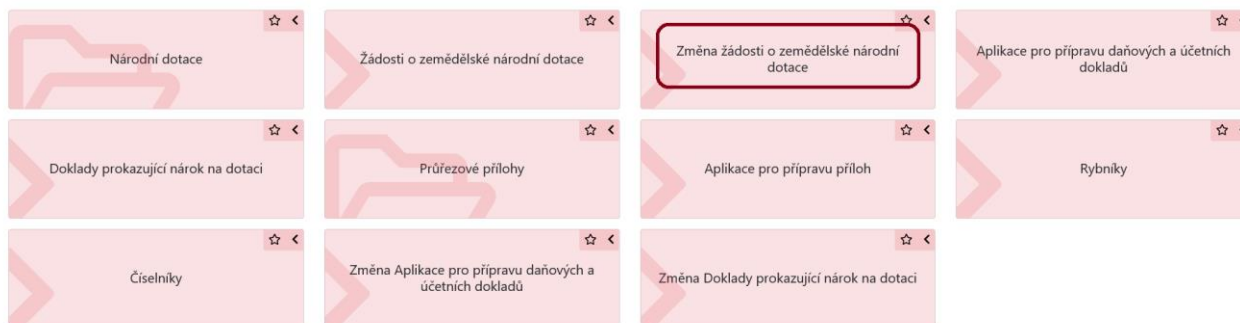 Národní dotace
Žádosti o zemědělské národní dotace
Změna žádosti o zemědělské národní
dotace
Aplikace pro přípravu daňových a účetních
dokladů
Doklady prokazující nárok na dotaci
Průřezové přílohy
Aplikace pro přípravu příloh
Rybníky
Číselníky
Změna Aplikace pro přípravu daňových a
účetních dokladů
Změna Doklady prokazující nárok na dotaci